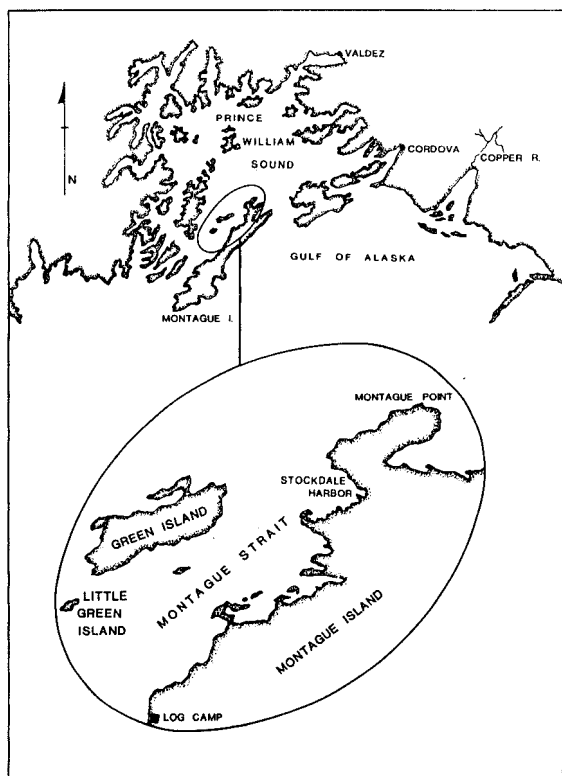 VALDEZ
PRINCE
WILLIAM
SOUND
CORDOVA
COPPER R.
N
GULF OF ALASKA
MONTAGUE I.
MONTAGUE POINT
STOCKDALE
HARBOR
GREEN ISLAND
MONTAGUE STRAIT
LITTLE
GREEN
ISLAND
MONTAGUE ISLAND
LOG CAMP